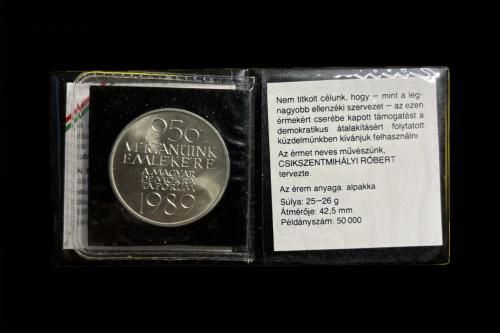 1956
VÉRTANÚINK
EMLÉKÉRE
A MAGYAR
DEMOKRA
TA FÓRUM
1989
Nem titkolt célunk, hogy – mint a leg-
nagyobb ellenzéki szervezet – az ezen
érmekért cserébe kapott támogatást a
demokratikus átalakításért folytatott
küzdelmünkben kívánjuk felhasználni
Az érmet neves művészünk,
CSIKSZENTMIHÁLYI RÓBERT
tervezte.
Az érem anyaga: alpakka
Súlya: 25–26 g
Átmérője: 42,5 mm
Példányszám: 50 000